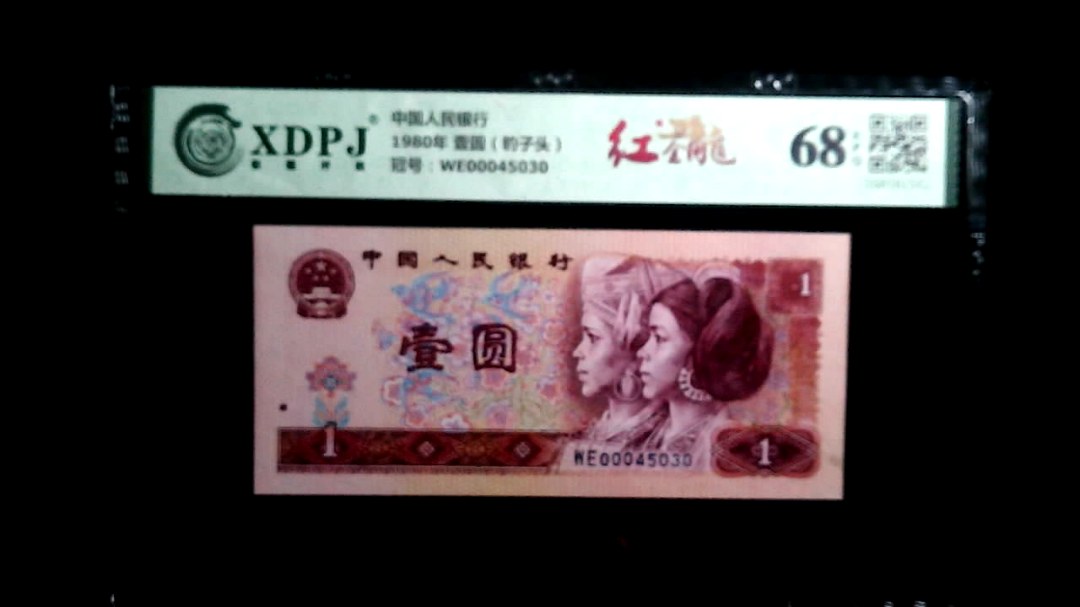 XDPJ®
中国人民银行
1980年 壹圆（豹子头）
冠号：WE00045030
红
龍
68
中国人民银行
1
壹圆
1
WE00045030
1